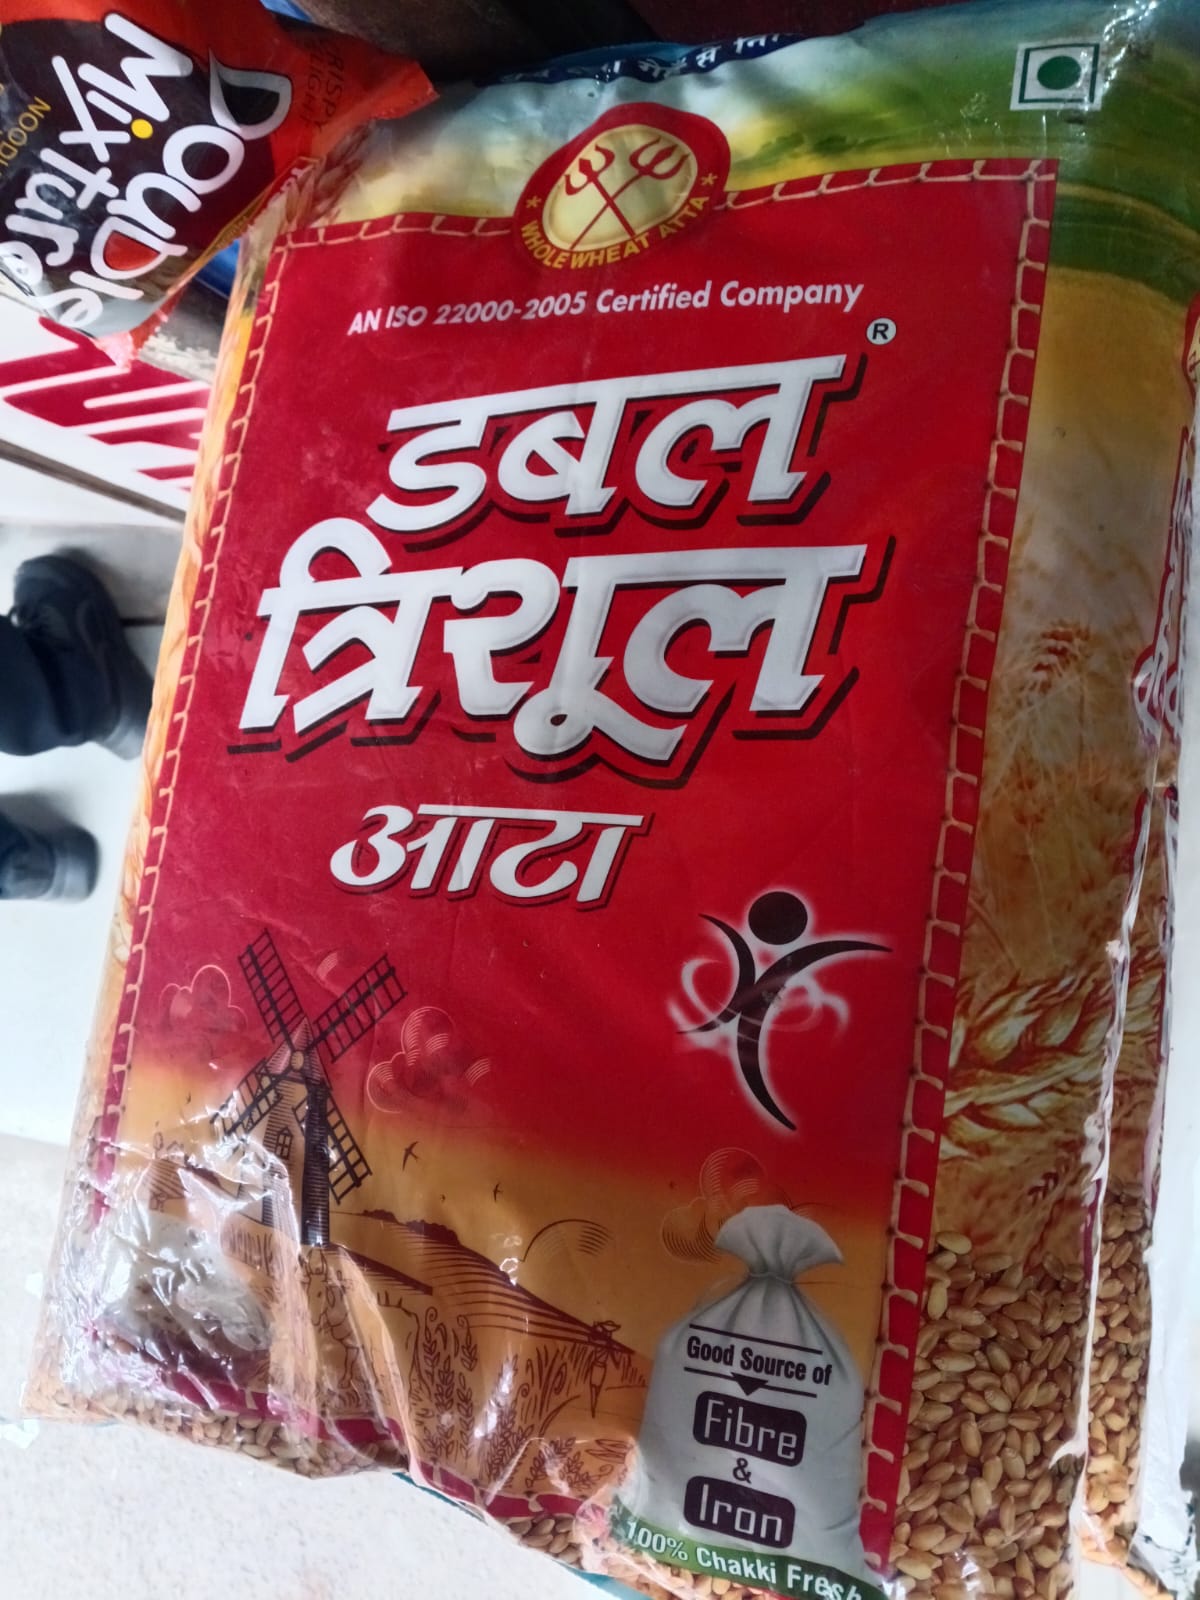 Double
Mixture
WHOLE WHEAT ATTA
AN ISO 22000-2005 Certified Company
®
डबल
त्रिशूल
आटा
Good Source of
Fibre
&
Iron
100% Chakki Fresh